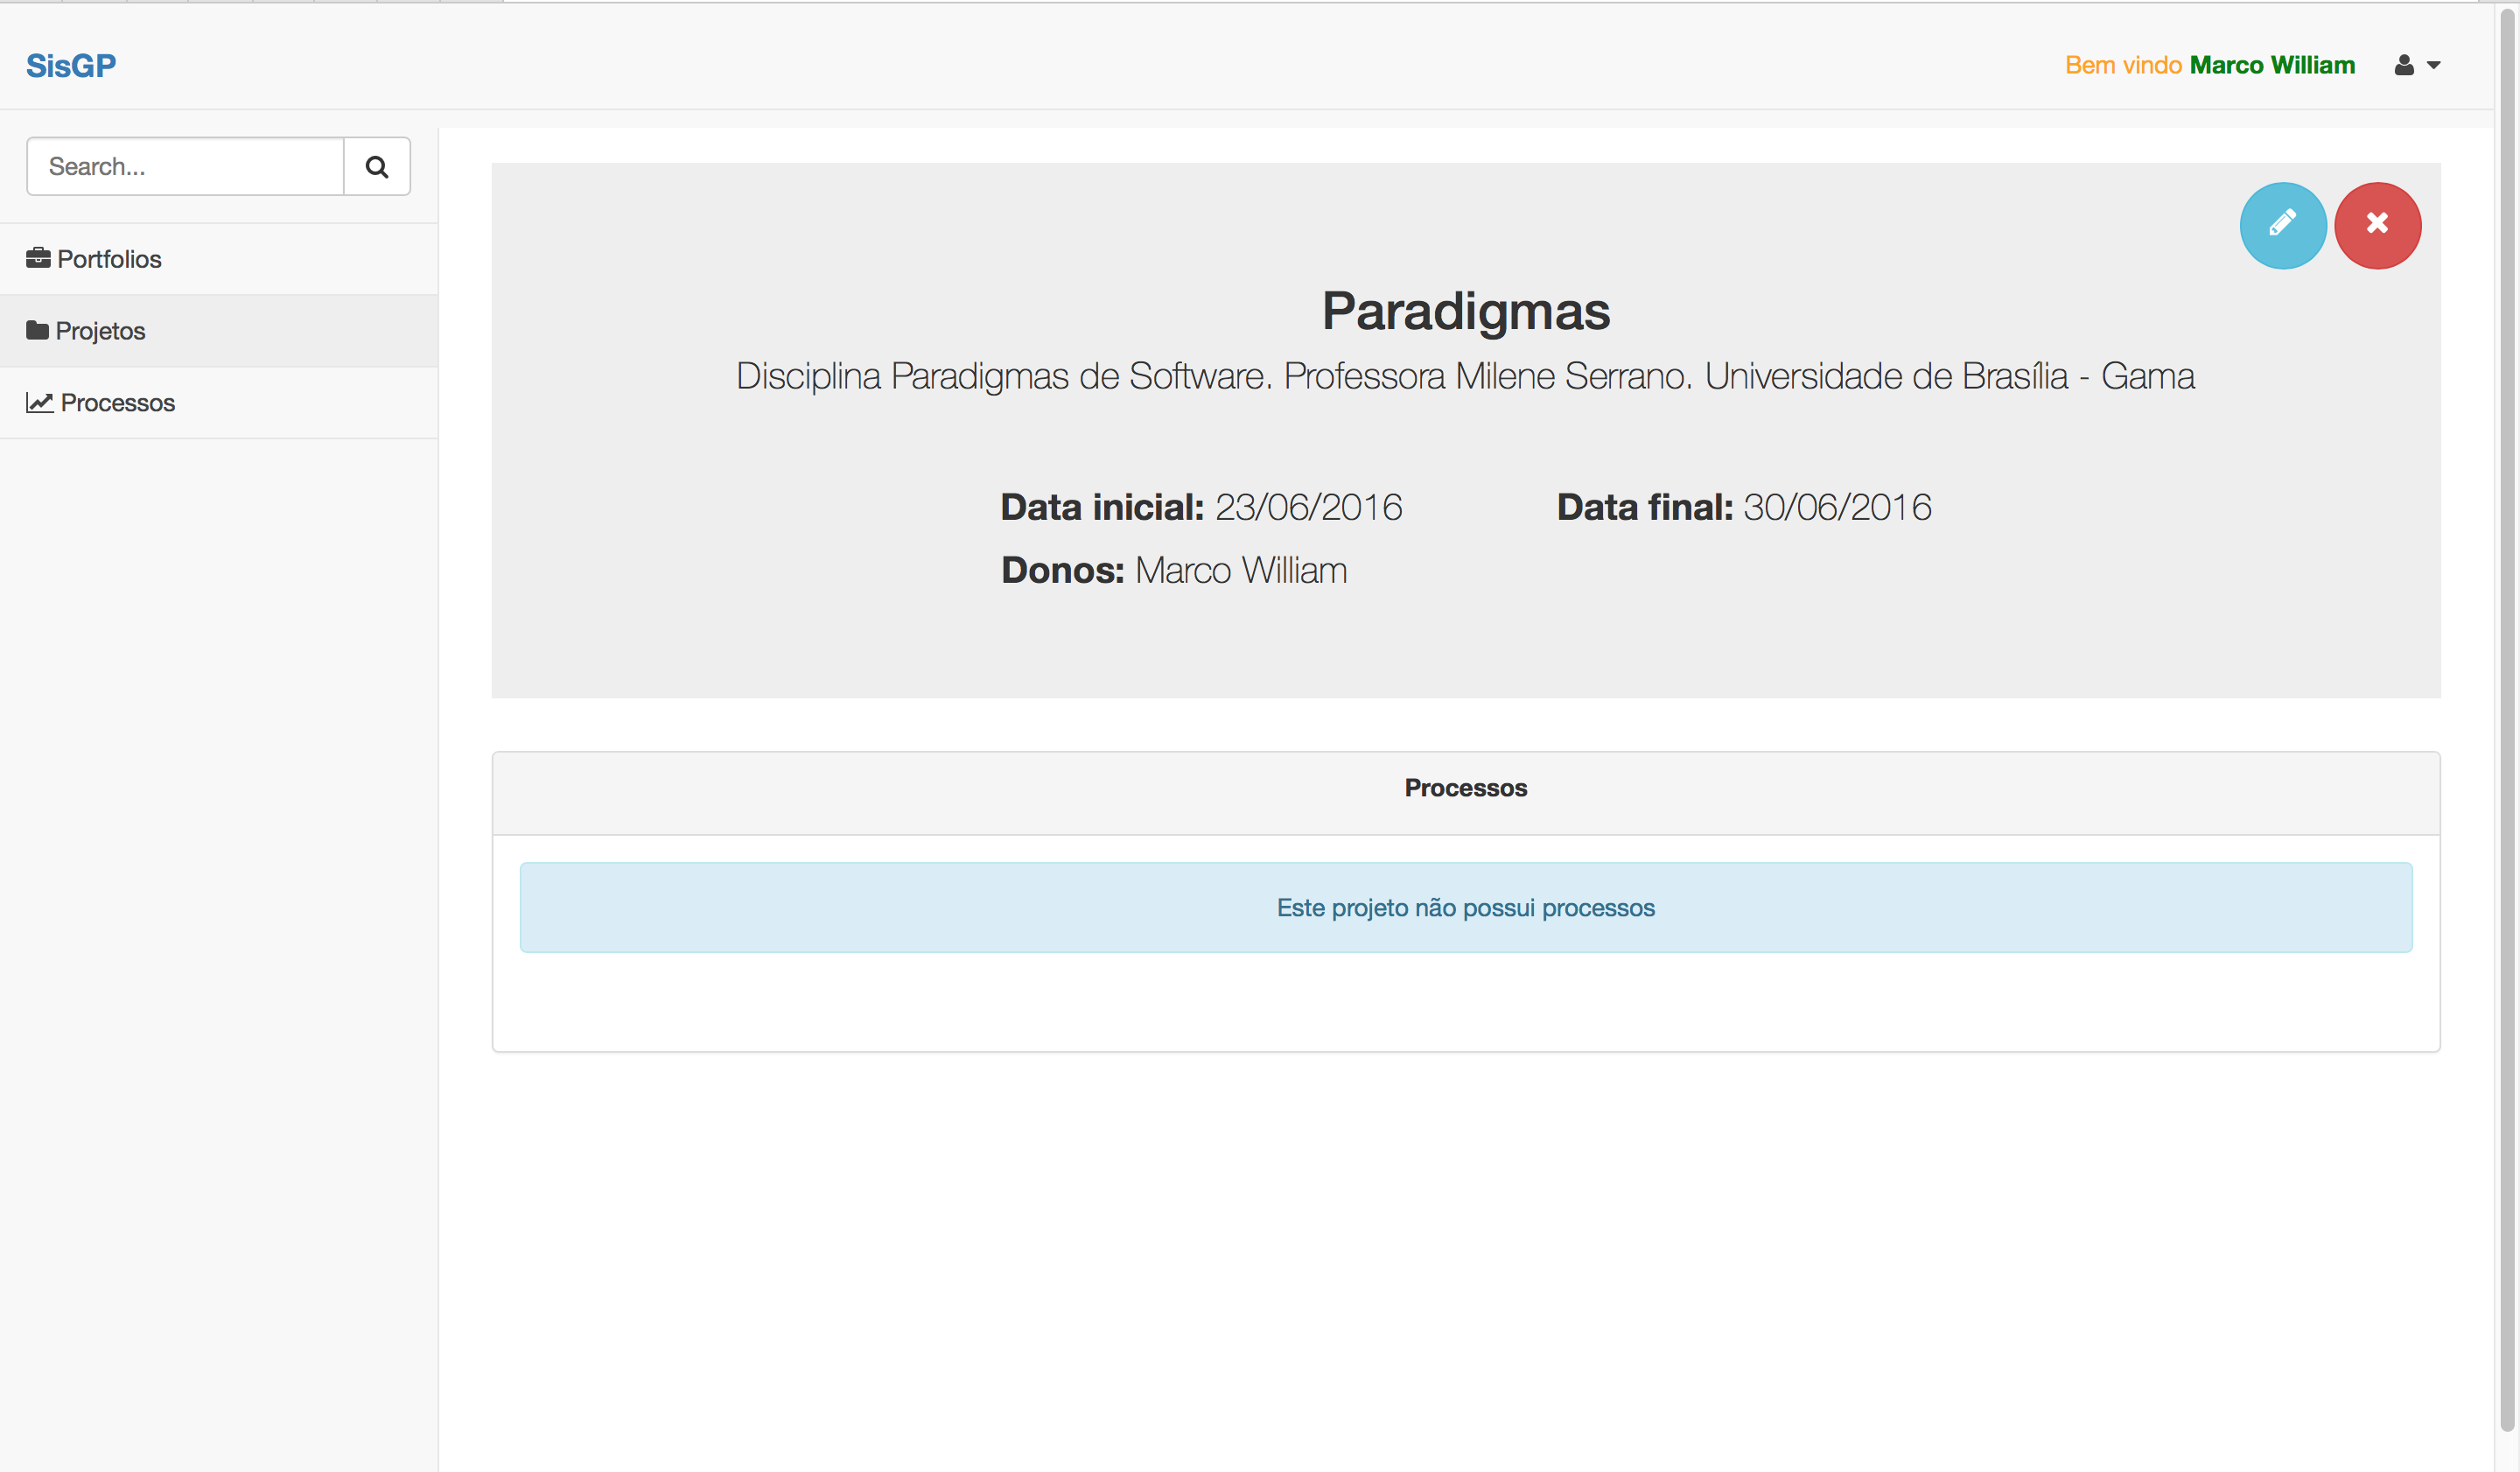 SisGP
Bem vindo Marco William
Search...
Portfolios
Projetos
Processos
Paradigmas
Disciplina Paradigmas de Software. Professora Milene Serrano. Universidade de Brasília - Gama
Data inicial: 23/06/2016 Data final: 30/06/2016
Donos: Marco William
Processos
Este projeto não possui processos